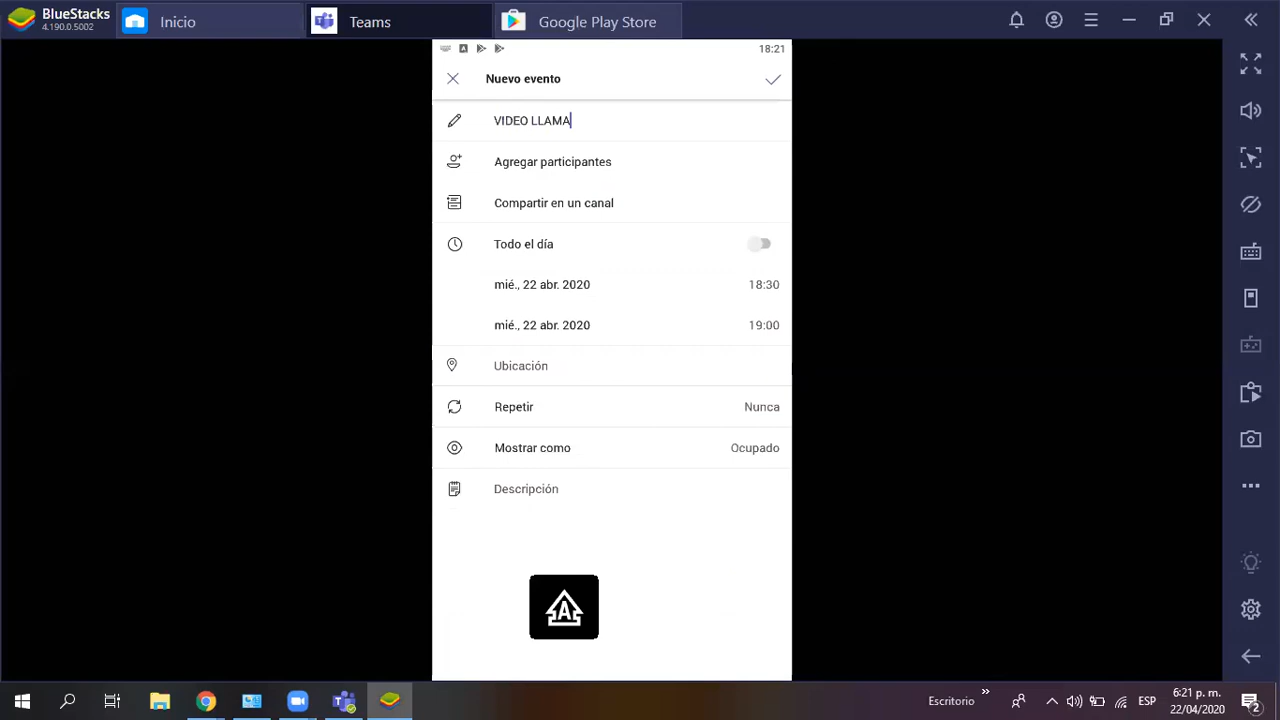 BlueStacks
4.190.0.5002
Inicio
Teams
Google Play Store
A
18:21
Nuevo evento
VIDEO LLAMA
Agregar participantes
Compartir en un canal
Todo el día
mié., 22 abr. 2020 18:30
mié., 22 abr. 2020 19:00
Ubicación
Repetir Nunca
Mostrar como Ocupado
Descripción
A
Escritorio
»
ESP
6:21 p. m.
22/04/2020
2